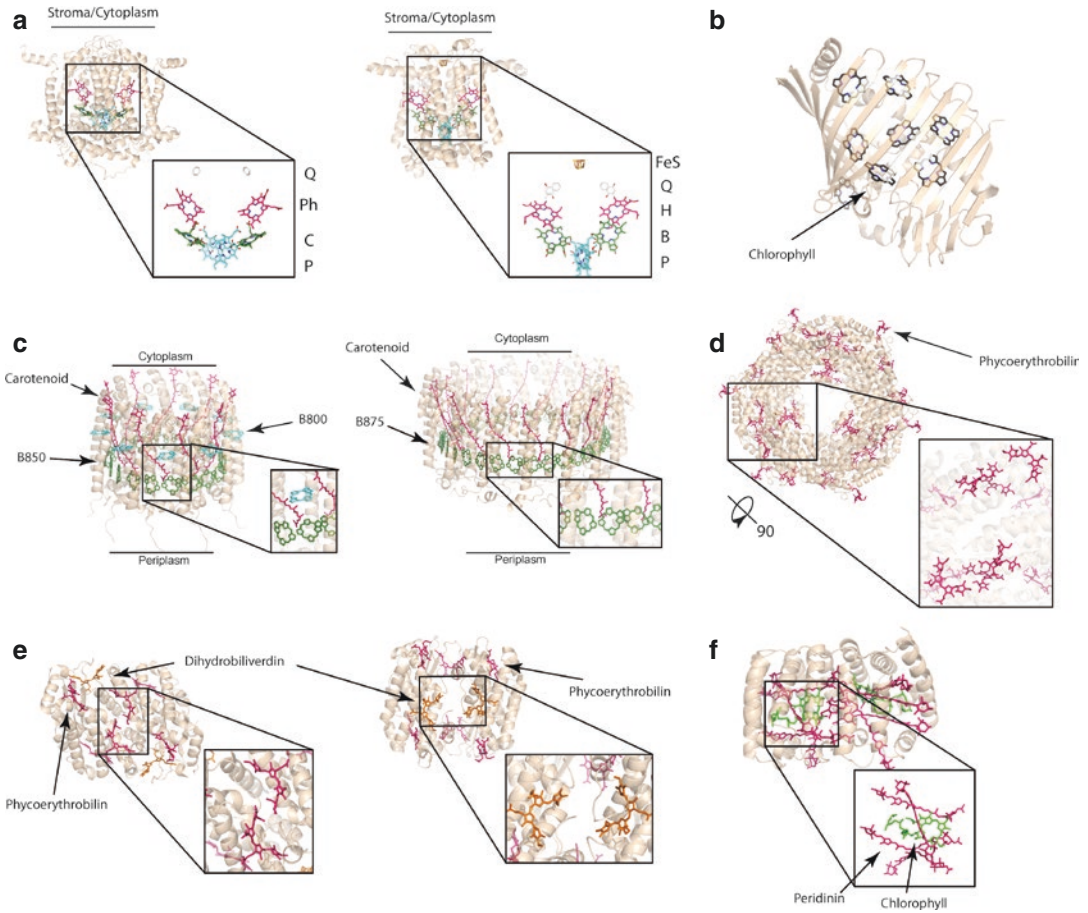 a
Stroma/Cytoplasm
Q
Ph
C
P
Stroma/Cytoplasm
FeS
Q
H
B
P
b
Chlorophyll
c
Cytoplasm
Carotenoid
B800
B850
Periplasm
Cytoplasm
Carotenoid
B875
Periplasm
d
Phycoerythrobilin
90
e
Dihydrobiliverdin
Phycoerythrobilin
Phycoerythrobilin
f
Peridinin
Chlorophyll